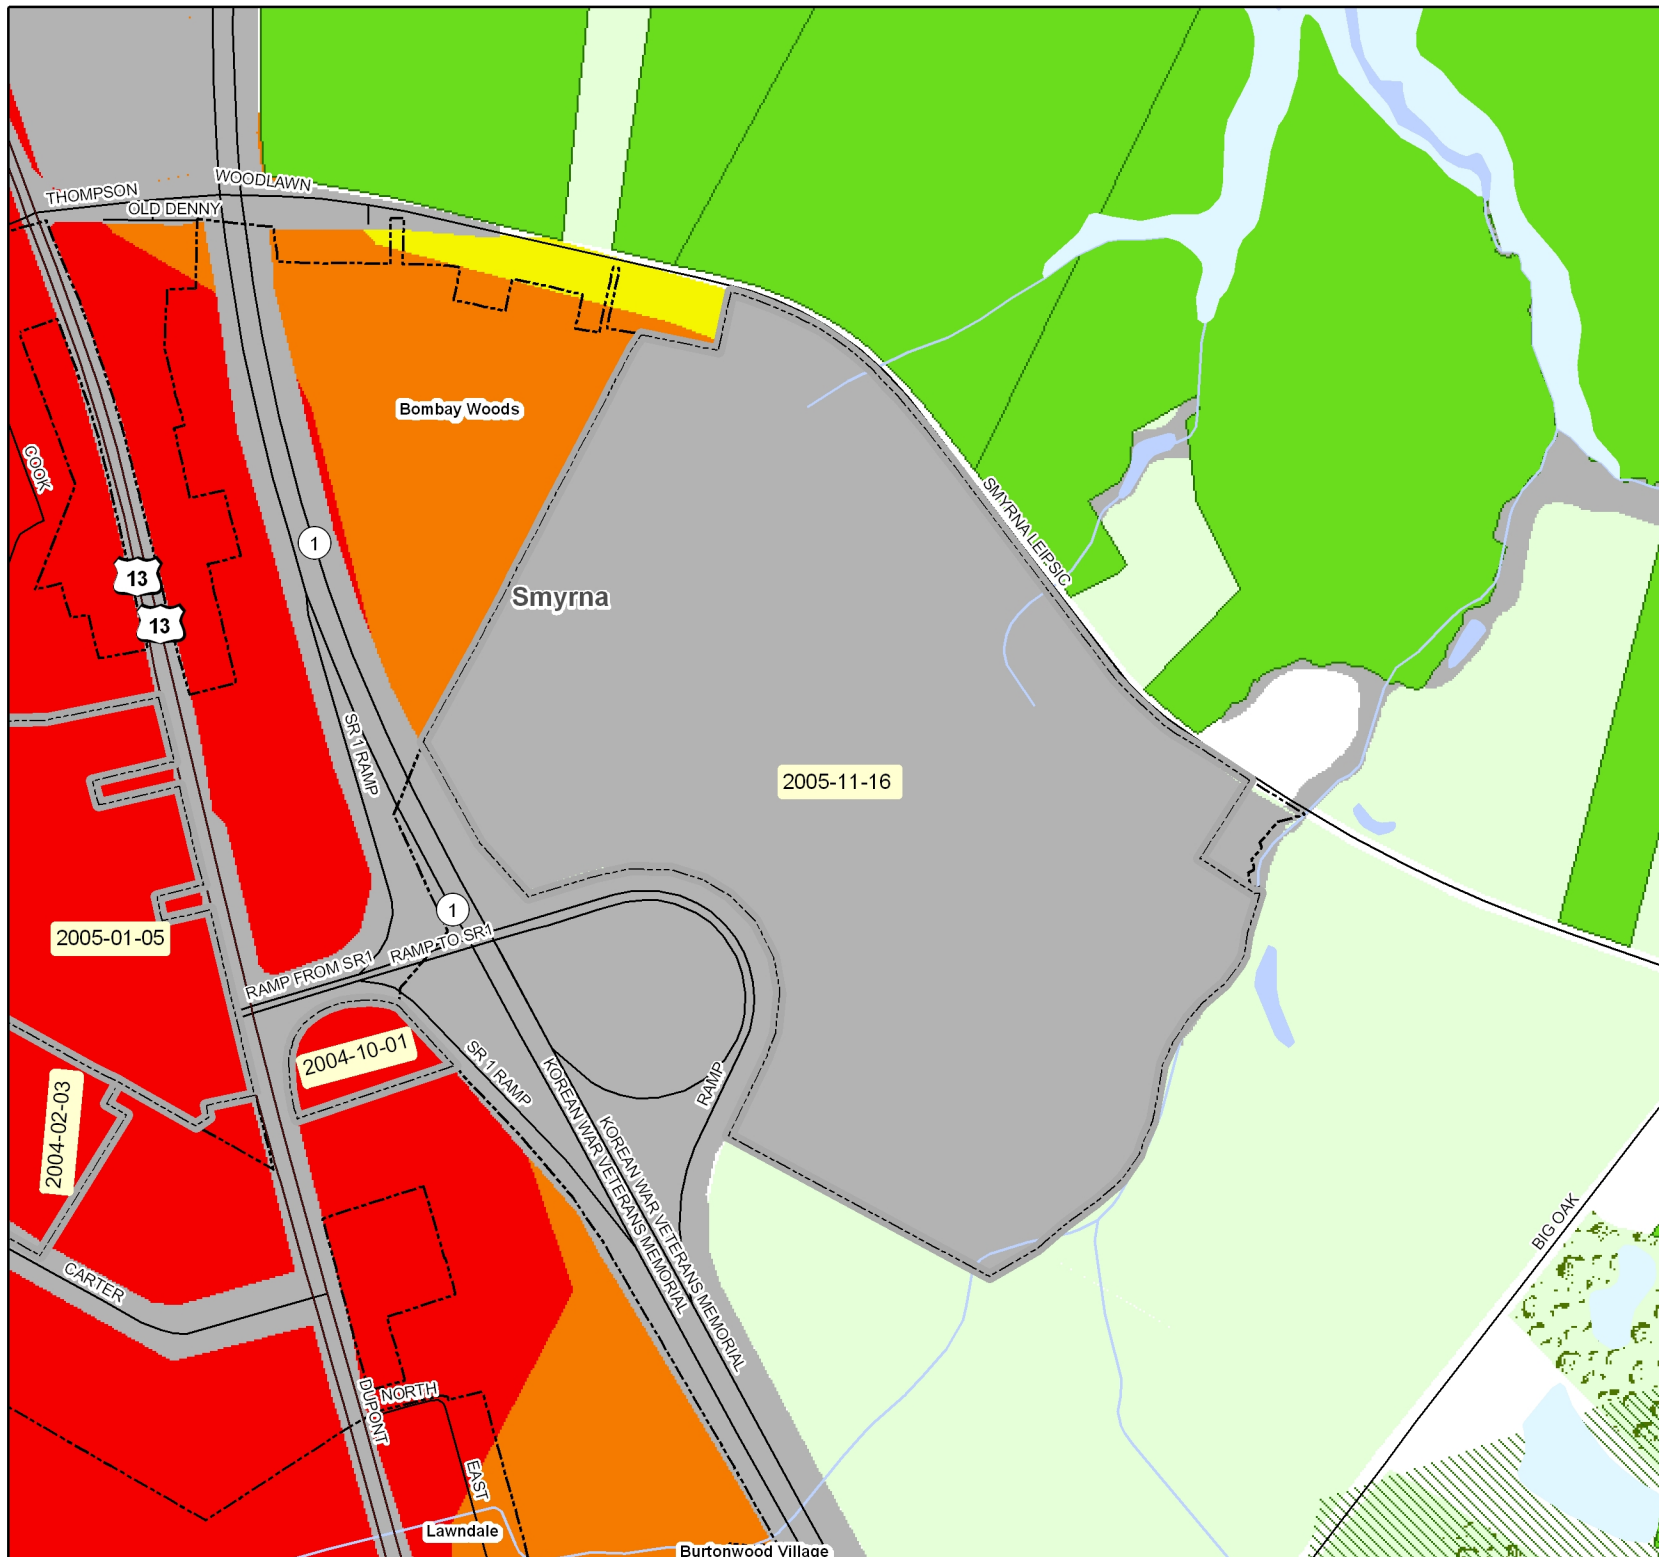 THOMPSON
WOODLAWN
OLD DENNY
Bombay Woods
COOK
SMYRNA LEIPSIC
1
13
13
Smyrna
SR 1 RAMP
2005-11-16
1
2005-01-05
RAMP FROM SR1
RAMP TO SR1
2004-10-01
SR 1 RAMP
RAMP
2004-02-03
KOREAN WAR VETERANS MEMORIAL
KOREAN WAR VETERANS MEMORIAL
BIG OAK
CARTER
DUPONT
NORTH
EAST
Lawndale
Burtonwood Village